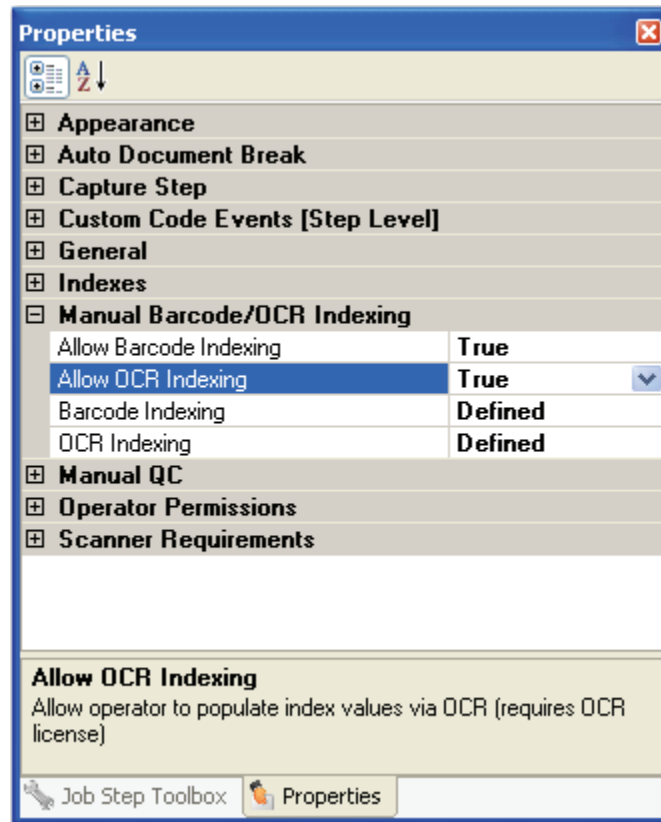 Properties
A
Z
Appearance
Auto Document Break
Capture Step
Custom Code Events [Step Level]
General
Indexes
Manual Barcode/OCR Indexing
Allow Barcode Indexing True
Allow OCR Indexing True
Barcode Indexing Defined
OCR Indexing Defined
Manual QC
Operator Permissions
Scanner Requirements
Allow OCR Indexing
Allow operator to populate index values via OCR (requires OCR
license)
Job Step Toolbox Properties